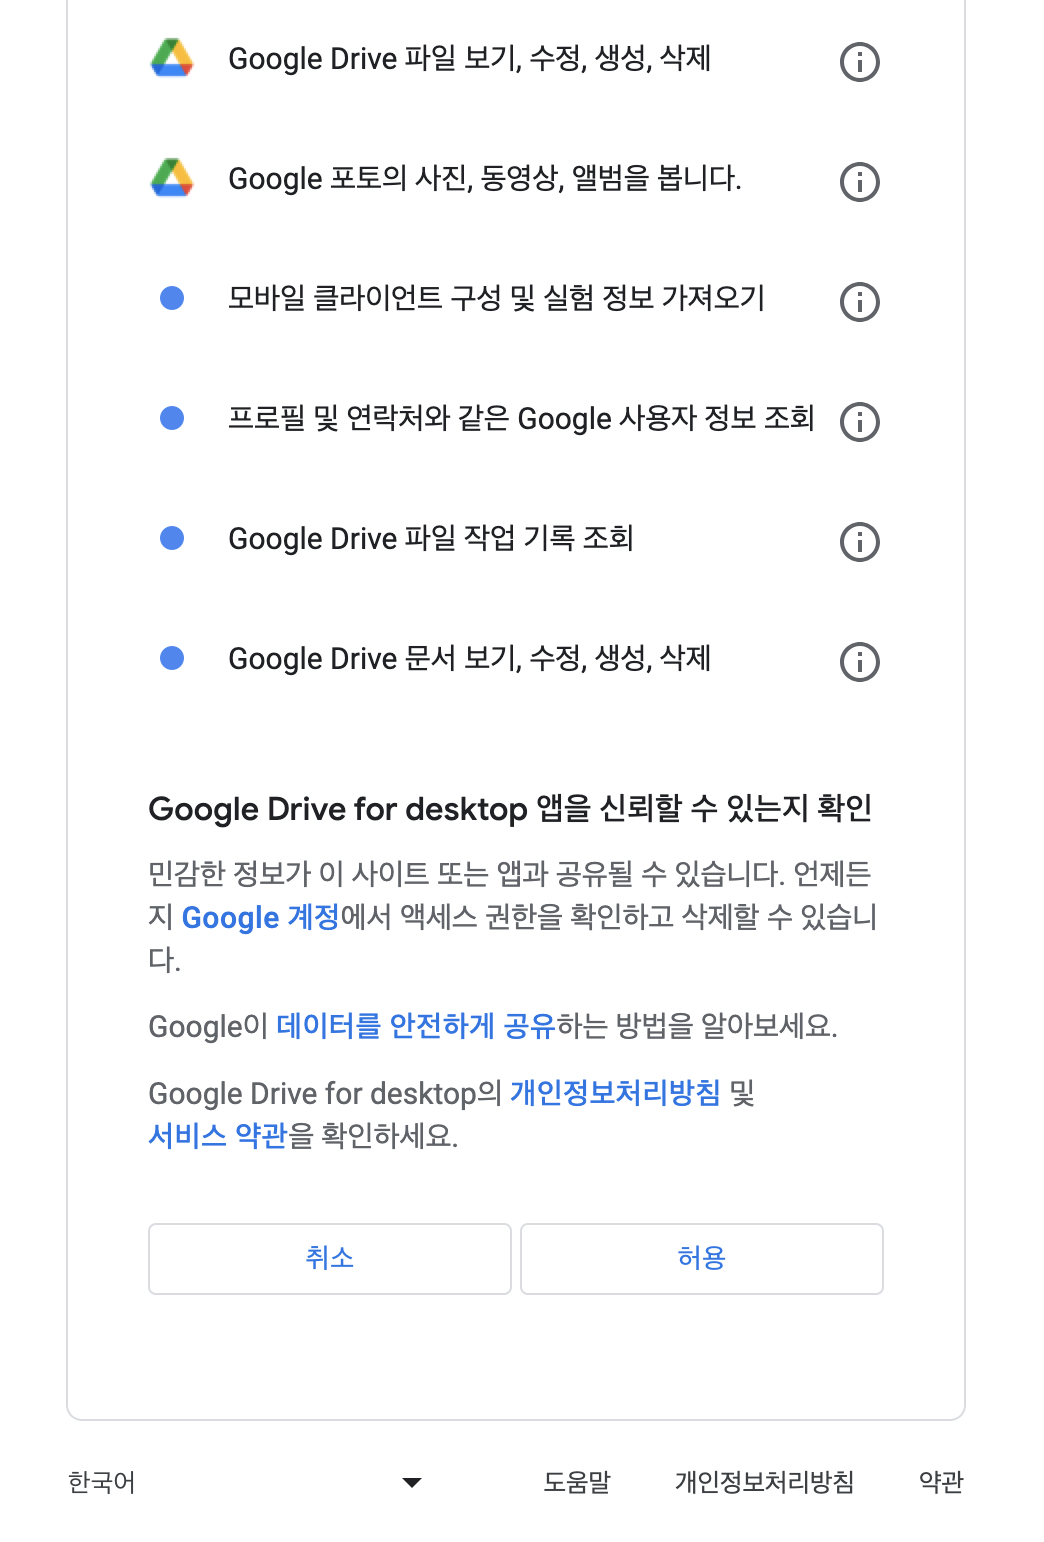 Google Drive 파일 보기, 수정, 생성, 삭제
Google 포토의 사진, 동영상, 앨범을 봅니다.
모바일 클라이언트 구성 및 실험 정보 가져오기
프로필 및 연락처와 같은 Google 사용자 정보 조회
Google Drive 파일 작업 기록 조회
Google Drive 문서 보기, 수정, 생성, 삭제
Google Drive for desktop 앱을 신뢰할 수 있는지 확인
민감한 정보가 이 사이트 또는 앱과 공유될 수 있습니다. 언제든
지 Google 계정에서 액세스 권한을 확인하고 삭제할 수 있습니
다.
Google이 데이터를 안전하게 공유하는 방법을 알아보세요.
Google Drive for desktop의 개인정보처리방침 및
서비스 약관을 확인하세요.
취소 허용
한국어 도움말 개인정보처리방침 약관